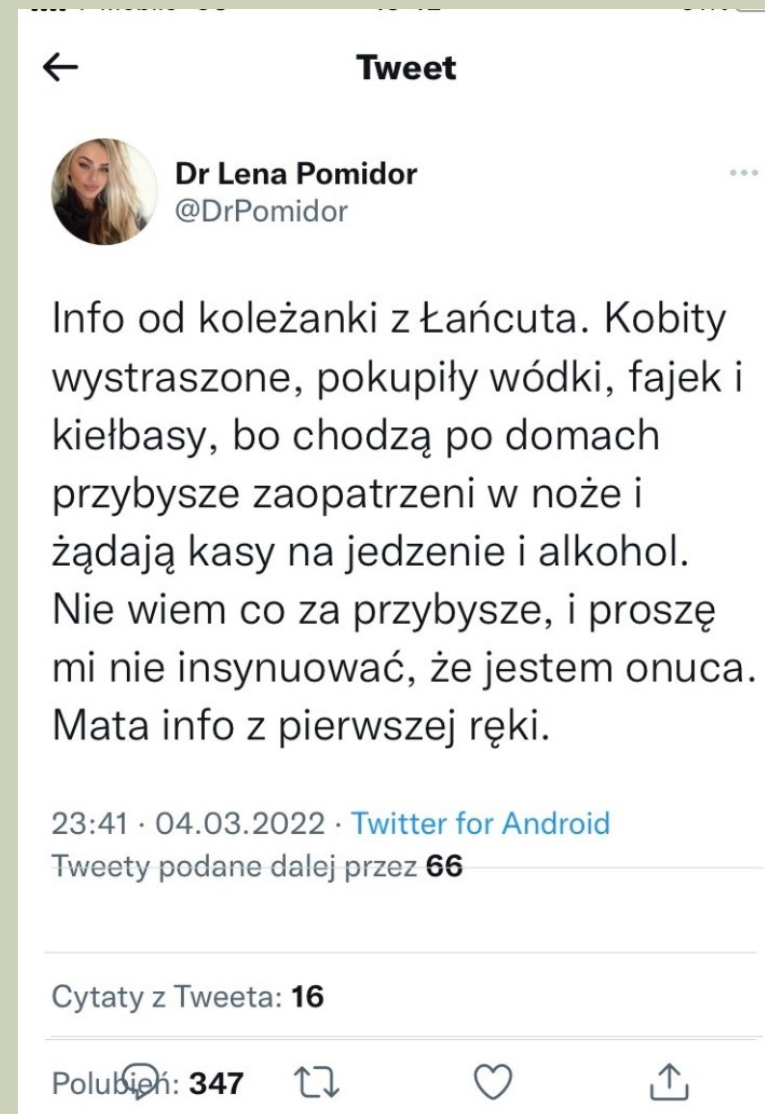 Tweet
Dr Lena Pomidor
@DrPomidor
Info od koleżanki z Łańcuta. Kobity
wystraszone, pokupiły wódki, fajek i
kiełbasy, bo chodzą po domach
przybysze zaopatrzeni w noże i
żądają kasy na jedzenie i alkohol.
Nie wiem co za przybysze, i proszę
mi nie insynuować, że jestem onuca.
Mata info z pierwszej ręki.
23:41 · 04.03.2022 · Twitter for Android
Tweety podane dalej przez 66
Cytaty z Tweeta: 16
Polubień: 347